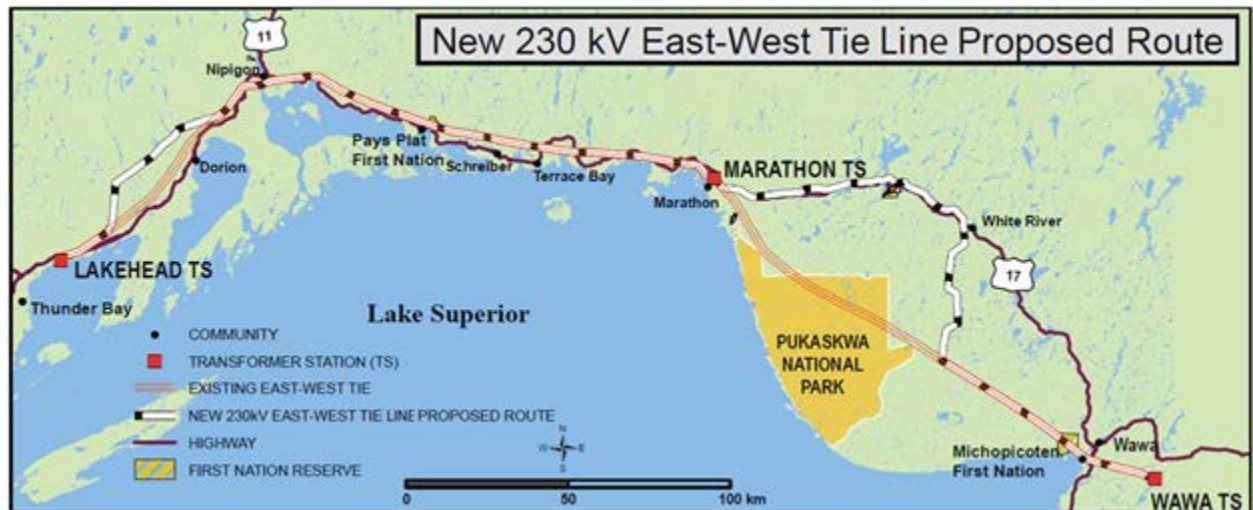 New 230 kV East-West Tie Line Proposed Route
11
Nipigon
Dorion
Pays Plat
First Nation
Schreiber
Terrace Bay
MARATHON TS
Marathon
White River
17
LAKEHEAD TS
Thunder Bay
Lake Superior
PUKASKWA
NATIONAL
PARK
COMMUNITY
TRANSFORMER STATION (TS)
EXISTING EAST-WEST TIE
NEW 230kV EAST-WEST TIE LINE PROPOSED ROUTE
HIGHWAY
FIRST NATION RESERVE
N
W E
S
0 50 100 km
Michopicoten
First Nation
Wawa
WAWA TS